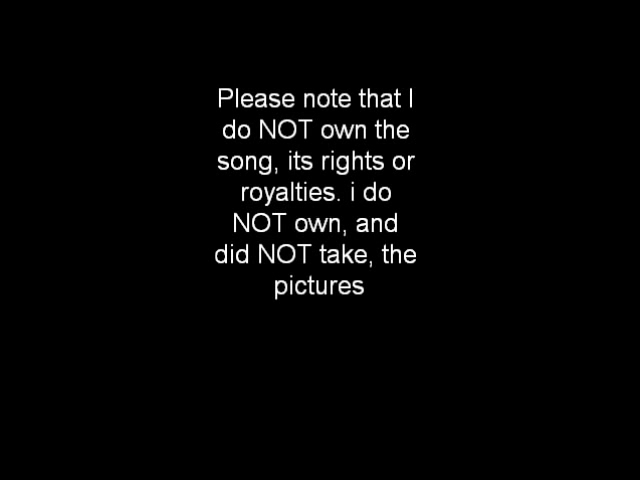 Please note that I
do NOT own the
song, its rights or
royalties. i do
NOT own, and
did NOT take, the
pictures